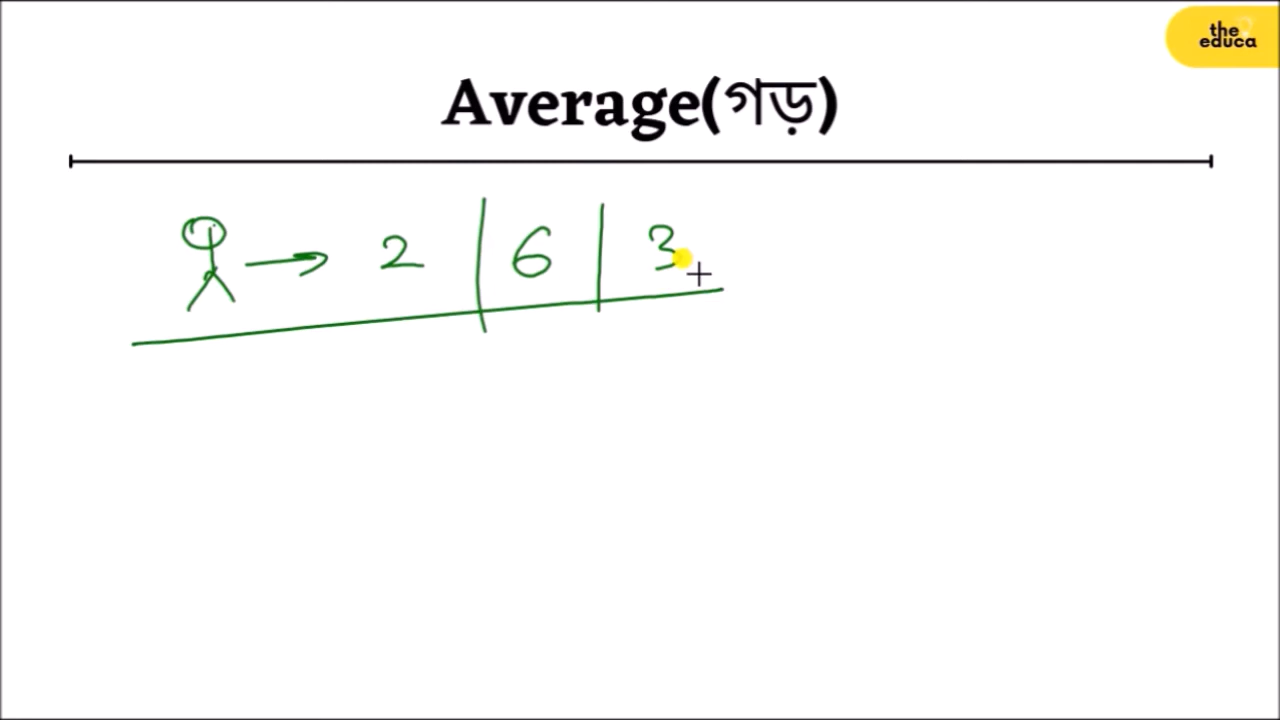 the
educa
Average(গড়)
→ 2 | 6 | 3